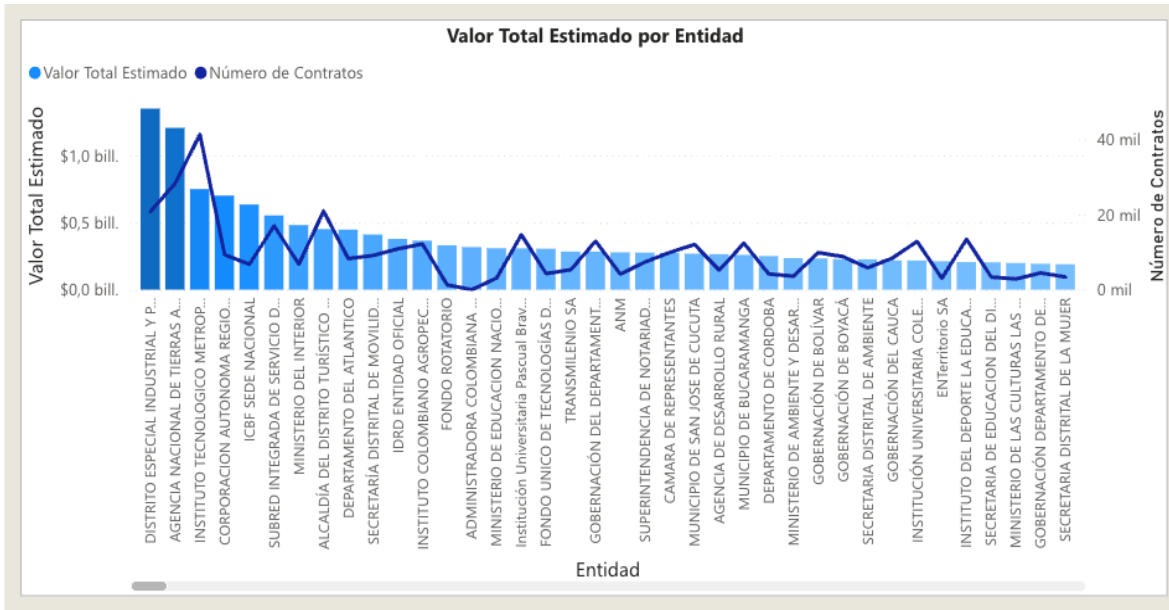 Valor Total Estimado por Entidad
Valor Total Estimado
Número de Contratos
Valor Total Estimado
$1,0 bill.
$0,5 bill.
$0,0 bill.
40 mil
20 mil
0 mil
Número de Contratos
DISTRITO ESPECIAL INDUSTRIAL Y P...
AGENCIA NACIONAL DE TIERRAS A...
INSTITUTO TECNOLOGICO METROP...
CORPORACION AUTONOMA REGIO...
ICBF SEDE NACIONAL
SUBRED INTEGRADA DE SERVICIO D...
MINISTERIO DEL INTERIOR
ALCALDÍA DEL DISTRITO TURÍSTICO ...
DEPARTAMENTO DEL ATLANTICO
SECRETARÍA DISTRITAL DE MOVILID...
IDRD ENTIDAD OFICIAL
INSTITUTO COLOMBIANO AGROPEC...
FONDO ROTATORIO
ADMINISTRADORA COLOMBIANA ...
MINISTERIO DE EDUCACION NACIO...
Institución Universitaria Pascual Brav...
FONDO UNICO DE TECNOLOGÍAS D...
TRANSMILENIO SA
GOBERNACIÓN DEL DEPARTAMENT...
ANM
SUPERINTENDENCIA DE NOTARIAD...
CAMARA DE REPRESENTANTES
MUNICIPIO DE SAN JOSE DE CUCUTA
AGENCIA DE DESARROLLO RURAL
MUNICIPIO DE BUCARAMANGA
DEPARTAMENTO DE CORDOBA
MINISTERIO DE AMBIENTE Y DESAR...
GOBERNACIÓN DE BOLÍVAR
GOBERNACIÓN DE BOYACÁ
SECRETARIA DISTRITAL DE AMBIENTE
GOBERNACIÓN DEL CAUCA
INSTITUCIÓN UNIVERSITARIA COLE...
ENTerritorio SA
INSTITUTO DEL DEPORTE LA EDUCA...
SECRETARIA DE EDUCACION DEL DI...
MINISTERIO DE LAS CULTURAS LAS ...
GOBERNACIÓN DEPARTAMENTO DE...
SECRETARIA DISTRITAL DE LA MUJER
Entidad